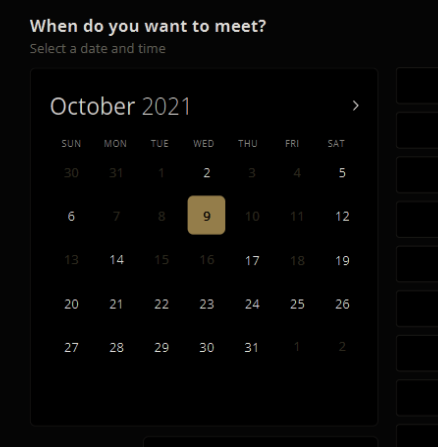 When do you want to meet?
Select a date and time
October 2021
SUN MON TUE WED THU FRI SAT
30 31 1 2 3 4 5
6 7 8 9 10 11 12
13 14 15 16 17 18 19
20 21 22 23 24 25 26
27 28 29 30 31 1 2